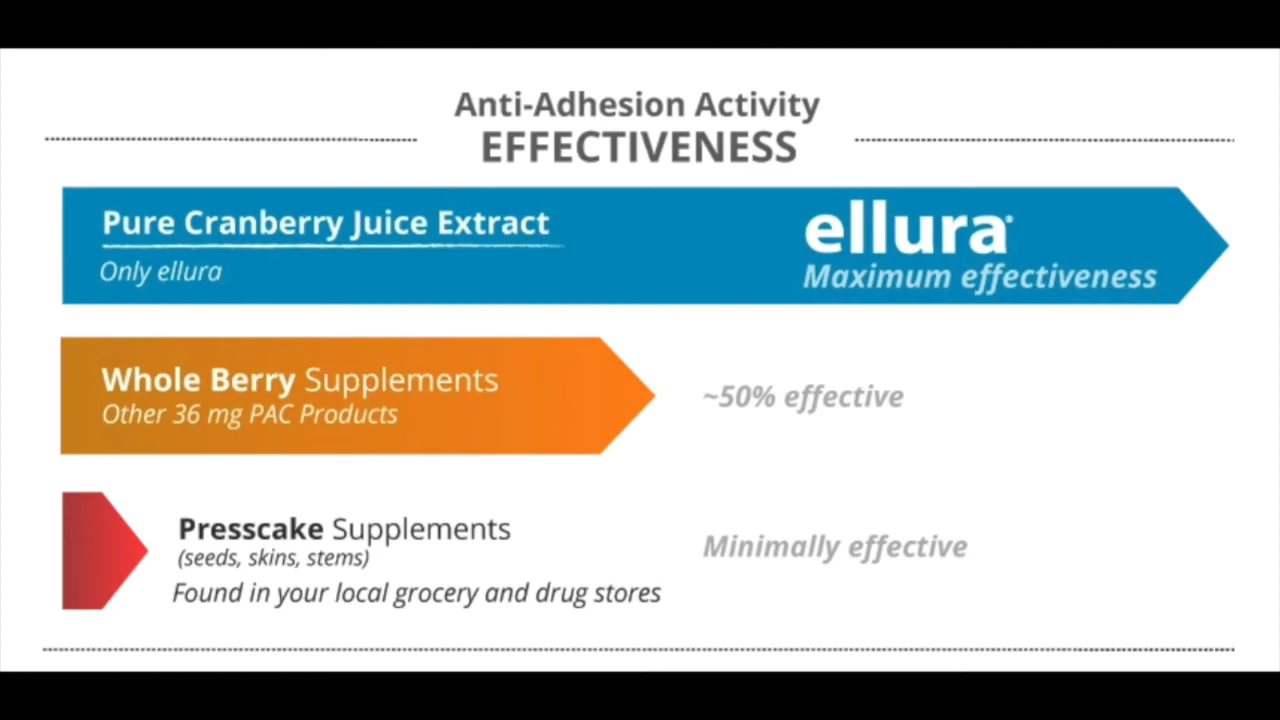 Anti-Adhesion Activity
EFFECTIVENESS
Pure Cranberry Juice Extract
Only ellura
ellura
Maximum effectiveness
Whole Berry Supplements
Other 36 mg PAC Products
~50% effective
Presscake Supplements
(seeds, skins, stems)
Found in your local grocery and drug stores
Minimally effective